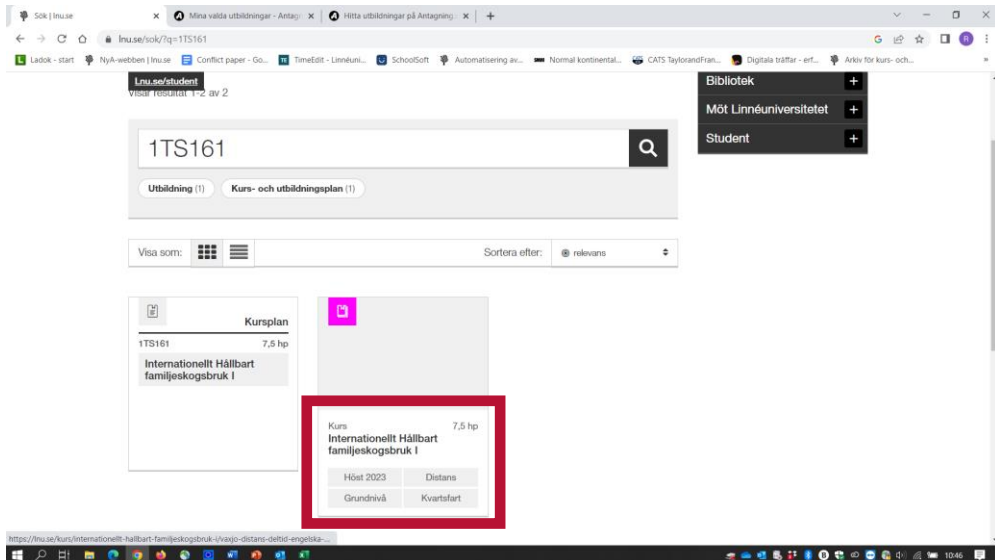 Sök | lnu.se
Mina valda utbildningar - Antagn
Hitta utbildningar på Antagning.
lnu.se/sok/?q=1TS161
Ladok - start
NyA-webben | lnu.se
Conflict paper - Go...
TimeEdit - Linnéuni...
SchoolSoft
Automatisering av...
Normal kontinental...
CATS TaylorandFran...
Digitala träffar - erf...
Arkiv för kurs- och...
Lnu.se/student
Visar resultat 1-2 av 2
Bibliotek
Möt Linnéuniversitetet
Student
1TS161
Utbildning (1)
Kurs- och utbildningsplan (1)
Visa som:
Sortera efter:
relevans
Kursplan
1TS161 7,5 hp
Internationellt Hållbart
familjeskogsbruk I
Kurs 7,5 hp
Internationellt Hållbart
familjeskogsbruk I
Höst 2023 Distans
Grundnivå Kvartsfart
https://lnu.se/kurs/internationellt-hallbart-familjeskogsbruk-i/vaxjo-distans-deltid-engelska-...
10:46